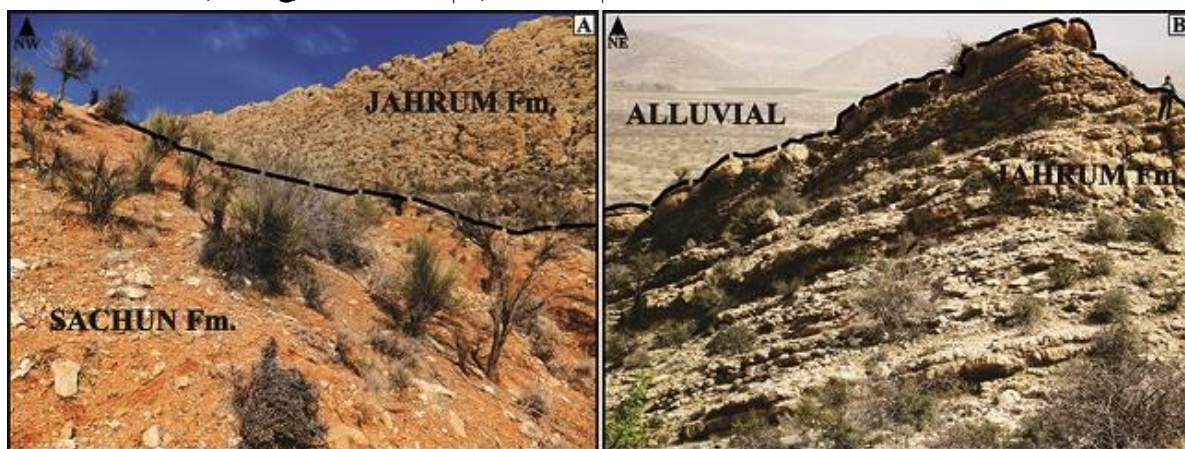 NW
A
JAHRUM Fm.
SACHUN Fm.
NE
B
ALLUVIAL
JAHRUM Fm.